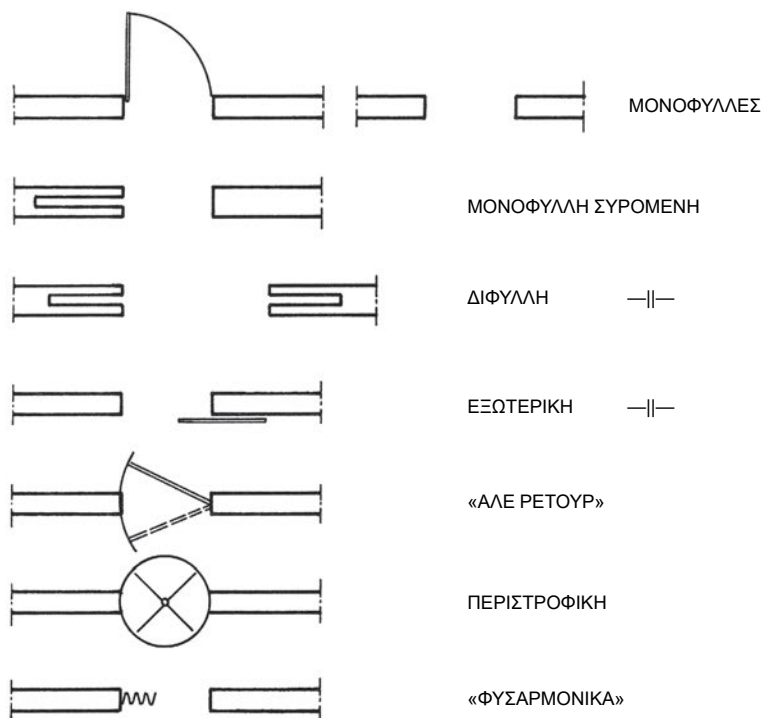 ΜΟΝΟΦΥΛΛΕΣ
ΜΟΝΟΦΥΛΛΗ ΣΥΡΟΜΕΝΗ
ΔΙΦΥΛΛΗ —||—
ΕΞΩΤΕΡΙΚΗ —||—
«ΑΛΕ ΡΕΤΟΥΡ»
ΠΕΡΙΣΤΡΟΦΙΚΗ
«ΦΥΣΑΡΜΟΝΙΚΑ»